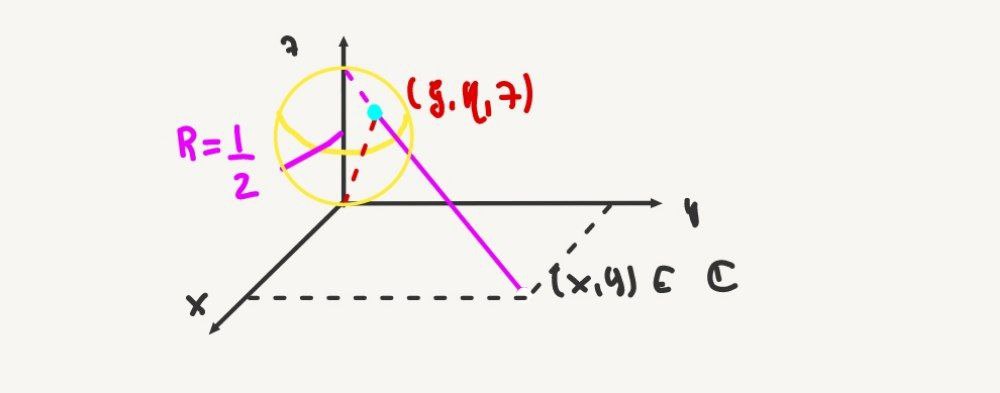 z
(ξ, η, z)
R = 1/2
y
(x, y) ∈ ℂ
x